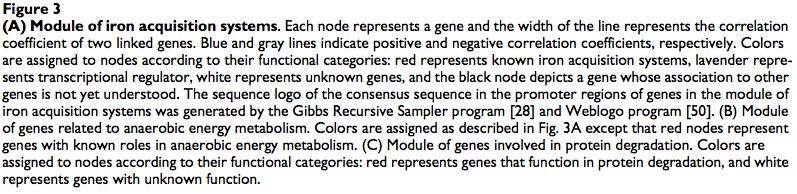 Figure 3
(A) Module of iron acquisition systems. Each node represents a gene and the width of the line represents the correlation
coefficient of two linked genes. Blue and gray lines indicate positive and negative correlation coefficients, respectively. Colors
are assigned to nodes according to their functional categories: red represents known iron acquisition systems, lavender repre-
sents transcriptional regulator, white represents unknown genes, and the black node depicts a gene whose association to other
genes is not yet understood. The sequence logo of the consensus sequence in the promoter regions of genes in the module of
iron acquisition systems was generated by the Gibbs Recursive Sampler program [28] and Weblogo program [50]. (B) Module
of genes related to anaerobic energy metabolism. Colors are assigned as described in Fig. 3A except that red nodes represent
genes with known roles in anaerobic energy metabolism. (C) Module of genes involved in protein degradation. Colors are
assigned to nodes according to their functional categories: red represents genes that function in protein degradation, and white
represents genes with unknown function.